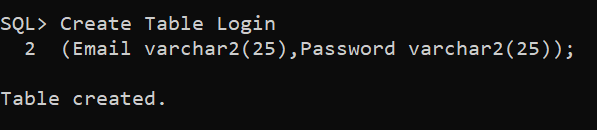 SQL> Create Table Login
  2  (Email varchar2(25),Password varchar2(25));
Table created.